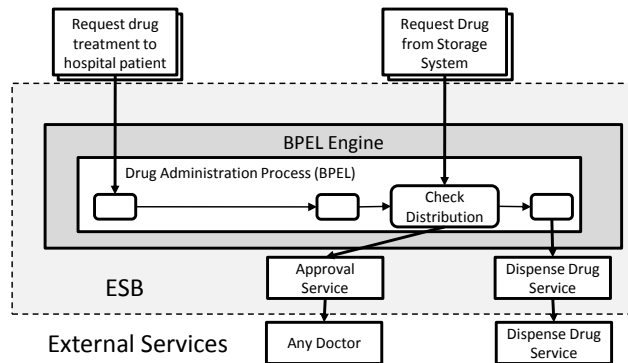 Request drug
treatment to
hospital patient
Request Drug
from Storage
System
BPEL Engine
Drug Administration Process (BPEL)
Check
Distribution
Approval
Service
Dispense Drug
Service
ESB
External Services
Any Doctor
Dispense Drug
Service